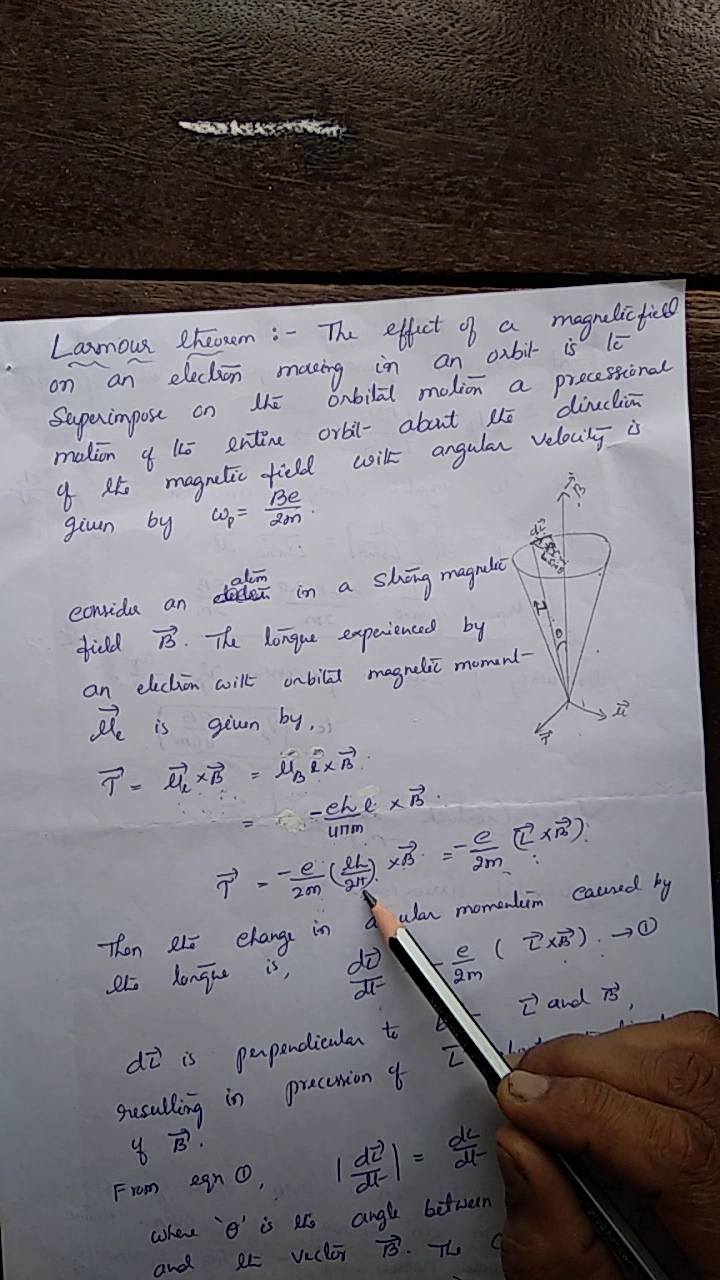 Larmour theorem :- The effect of a magnetic field
on an electron moving in an orbit is to
superimpose on the orbital motion a precessional
motion of the entire orbit about the direction
of the magnetic field with angular velocity is
given by ωp = Be/2m.
consider an atom in a strong magnetic
field B⃗. The torque experienced by
an electron with orbital magnetic moment
μ⃗e is given by,
τ⃗ = μ⃗e × B⃗ = μB l × B⃗.
= -eh l/4πm × B⃗.
τ⃗ = -e/2m (lh/2π) × B⃗ = -e/2m (L⃗ × B⃗).
Then the change in momentum caused by
the torque is, dL⃗/dt - e/2m (L⃗ × B⃗). → ①
dL⃗ is perpendicular to L⃗ and B⃗,
resulting in precession of L⃗
of B⃗.
From eqn ①, |dL⃗/dt| = dL/dt
where 'θ' is the angle between
and the vector B⃗. The
B⃗
dL⃗
L
θ
τ⃗
μ⃗